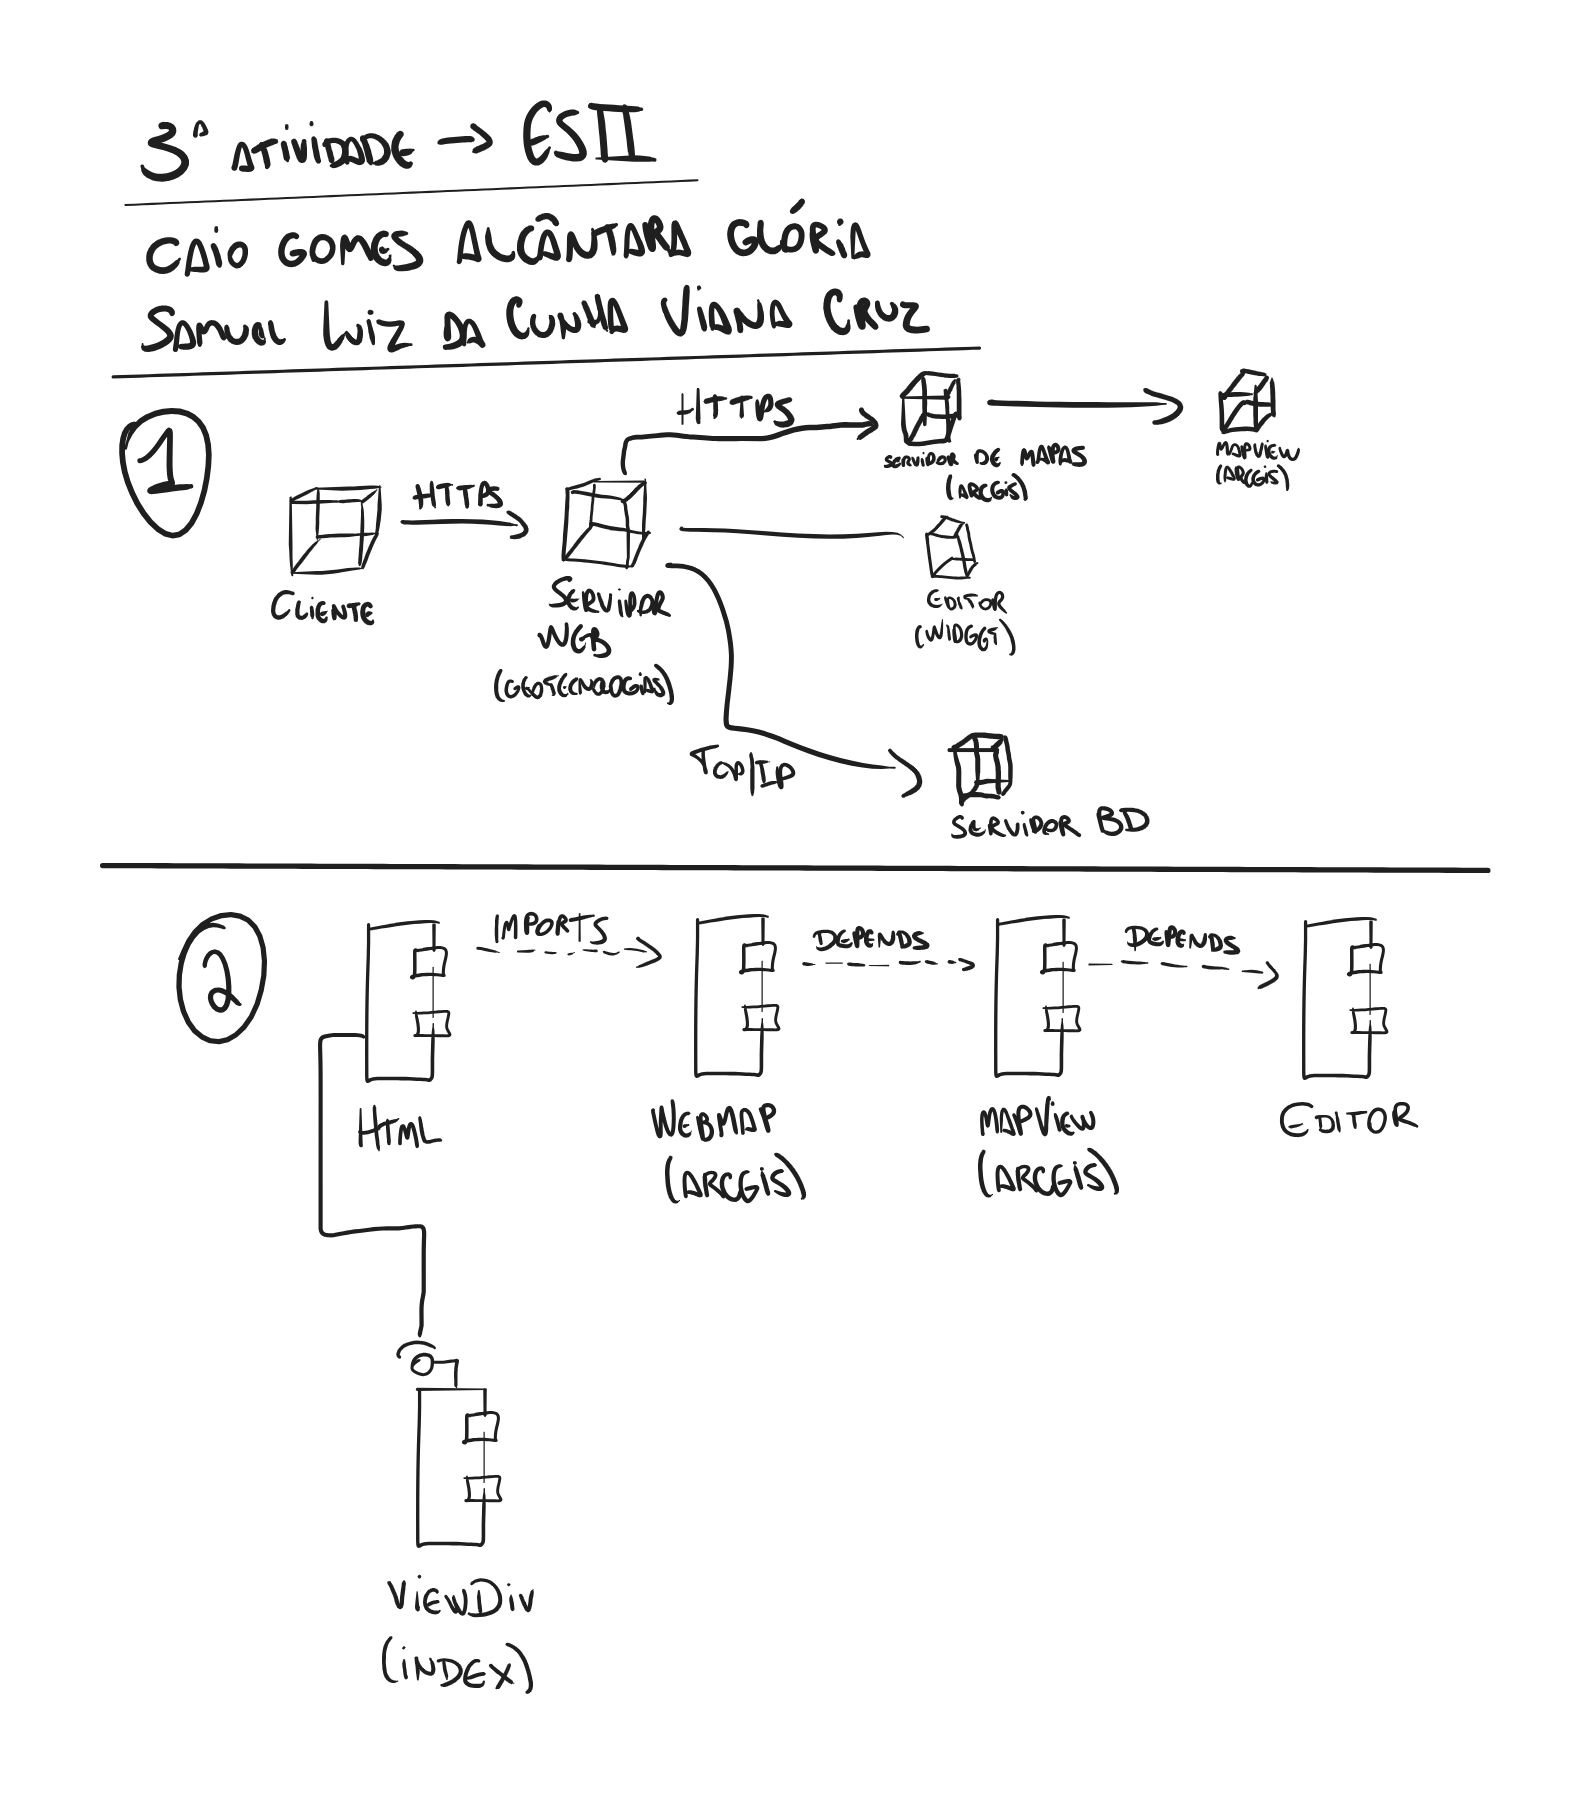 3ª ATIVIDADE → ESII
CAIO GOMES ALCÂNTARA GLÓRIA
SAMUEL LUIZ DA CUNHA VIANA CRUZ
1
HTTPS
SERVIDOR DE MAPAS
(ARCGIS)
MAPVIEW
(ARCGIS)
HTTPS
CLIENTE
SERVIDOR
WEB
(GEOTECNOLOGIAS)
EDITOR
(WIDGET)
TCP/IP
SERVIDOR BD
2
IMPORTS
DEPENDS
DEPENDS
HTML
WEBMAP
(ARCGIS)
MAPVIEW
(ARCGIS)
EDITOR
VIEWDIV
(INDEX)